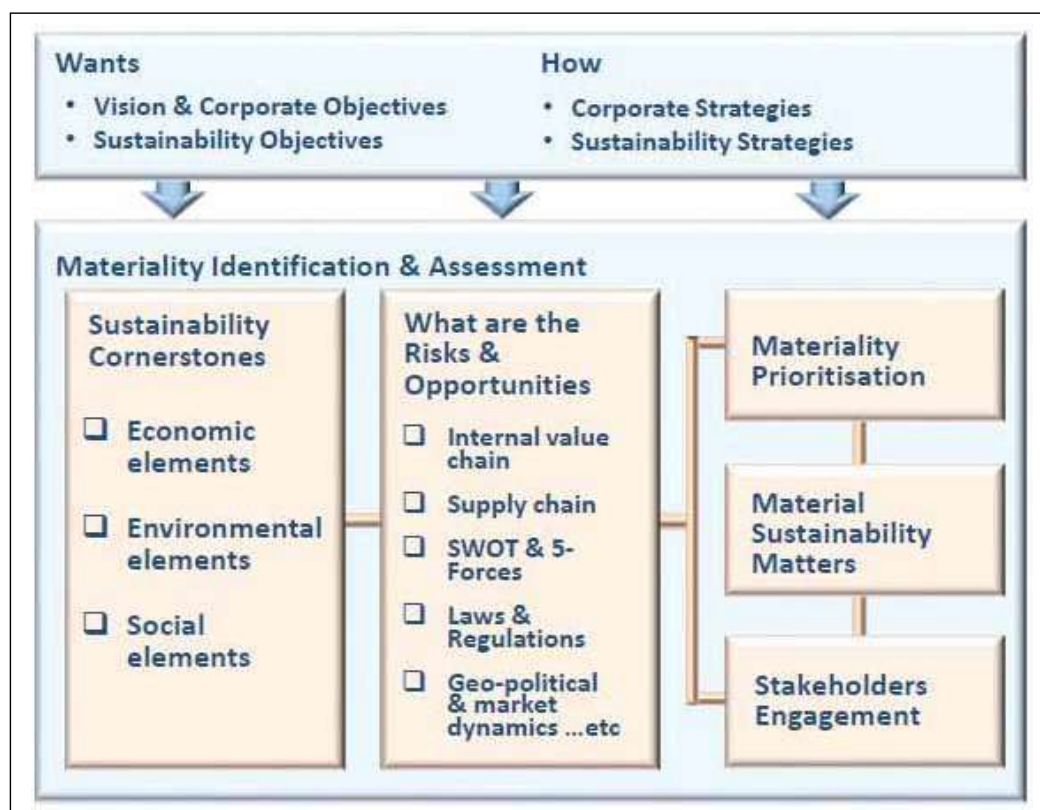 Wants
• Vision & Corporate Objectives
• Sustainability Objectives
How
• Corporate Strategies
• Sustainability Strategies
Materiality Identification & Assessment
Sustainability
Cornerstones
❑ Economic
elements
❑ Environmental
elements
❑ Social
elements
What are the
Risks &
Opportunities
❑ Internal value
chain
❑ Supply chain
❑ SWOT & 5-
Forces
❑ Laws &
Regulations
❑ Geo-political
& market
dynamics ...etc
Materiality
Prioritisation
Material
Sustainability
Matters
Stakeholders
Engagement